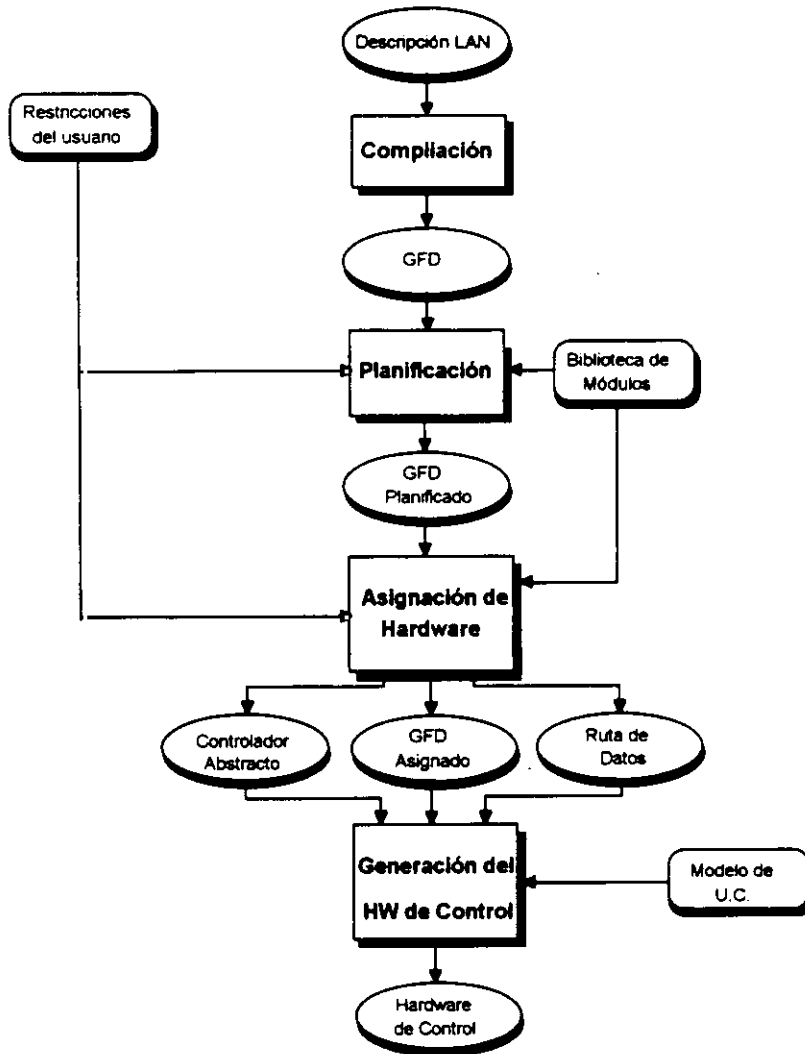 Descripción LAN
Restricciones
del usuario
Compilación
GFD
Planificación
Biblioteca de
Módulos
GFD
Planificado
Asignación de
Hardware
Controlador
Abstracto
GFD
Asignado
Ruta de
Datos
Generación del
HW de Control
Modelo de
U.C.
Hardware
de Control